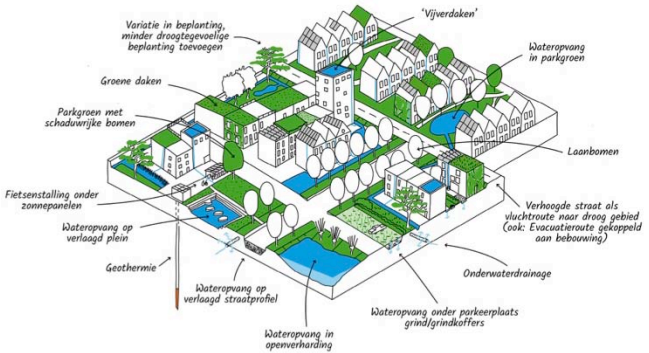 Variatie in beplanting,
minder droogtegevoelige
beplanting toevoegen
‘Vijverdaken’
Wateropvang
in parkgroen
Groene daken
Parkgroen met
schaduwrijke bomen
Laanbomen
Fietsenstalling onder
zonnepanelen
Verhoogde straat als
vluchtroute naar droog gebied
(ook: Evacuatieroute gekoppeld
aan bebouwing)
Wateropvang op
verlaagd plein
Geothermie
Onderwaterdrainage
Wateropvang op
verlaagd straatprofiel
Wateropvang onder parkeerplaats
grind/grindkoffers
Wateropvang in
openverharding